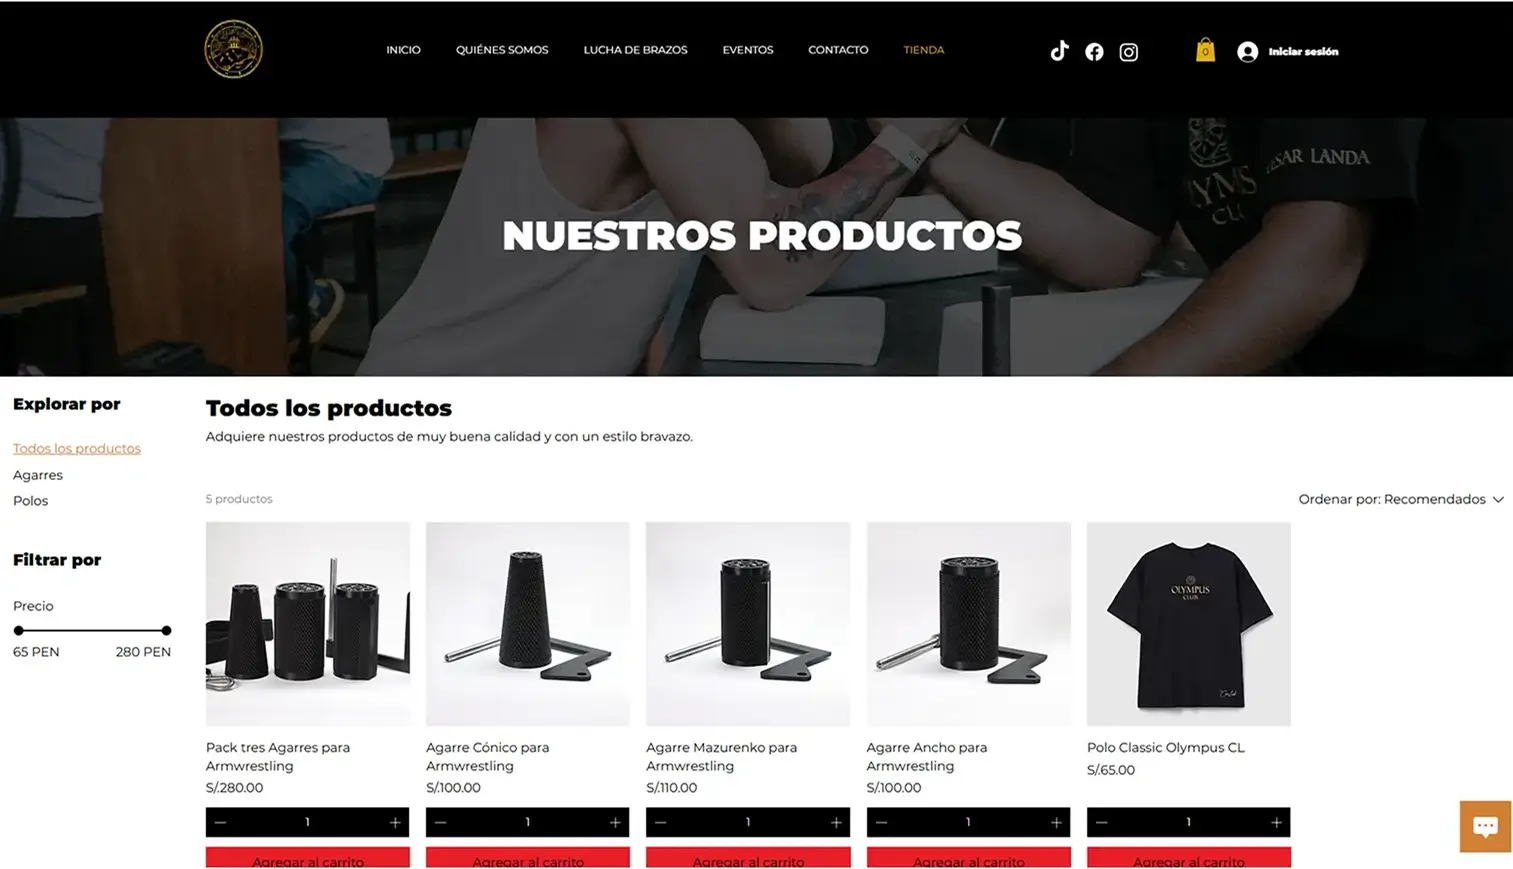 INICIO
QUIÉNES SOMOS
LUCHA DE BRAZOS
EVENTOS
CONTACTO
TIENDA
0
Iniciar sesión
SAR LANDA
NUESTROS PRODUCTOS
Explorar por
Todos los productos
Agarres
Polos
Filtrar por
Precio
65 PEN
280 PEN
Todos los productos
Adquiere nuestros productos de muy buena calidad y con un estilo bravazo.
5 productos
Ordenar por: Recomendados
OLYMPUS
CLUB
Pack tres Agarres para
Armwrestling
S/.280.00
1
Agregar al carrito
Agarre Cónico para
Armwrestling
S/.100.00
1
Agregar al carrito
Agarre Mazurenko para
Armwrestling
S/.110.00
1
Agregar al carrito
Agarre Ancho para
Armwrestling
S/.100.00
1
Agregar al carrito
Polo Classic Olympus CL
S/.65.00
1
Agregar al carrito